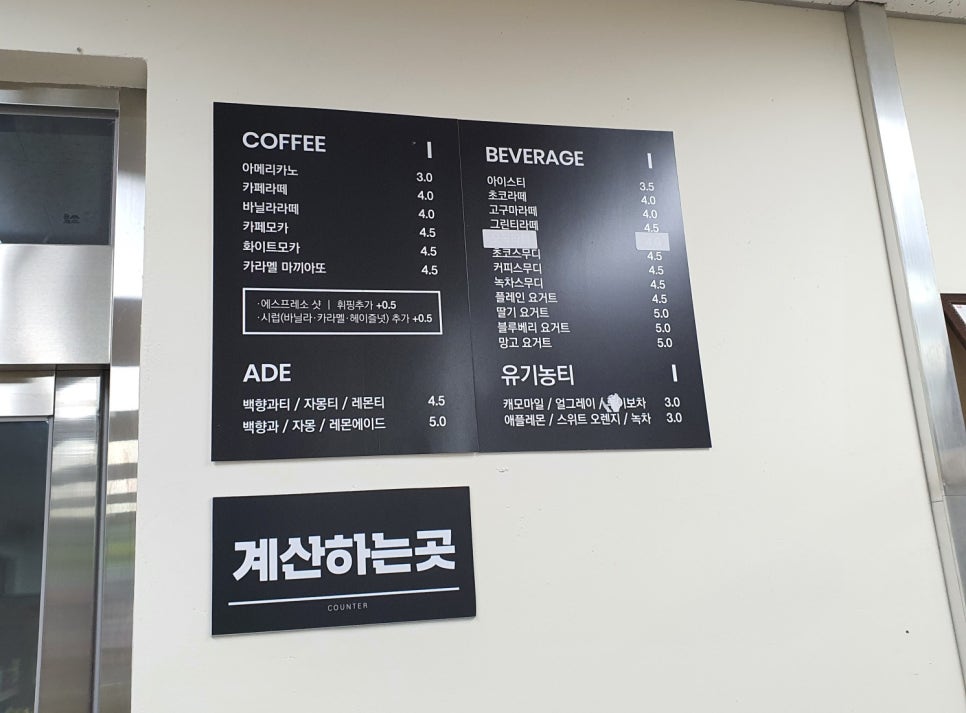 COFFEE I
아메리카노 3.0
카페라떼 4.0
바닐라라떼 4.0
카페모카 4.5
화이트모카 4.5
카라멜 마끼아또 4.5
·에스프레소 샷 | 휘핑추가 +0.5
·시럽(바닐라·카라멜·헤이즐넛) 추가 +0.5
ADE
백향과티 / 자몽티 / 레몬티 4.5
백향과 / 자몽 / 레몬에이드 5.0
BEVERAGE I
아이스티 3.5
초코라떼 4.0
고구마라떼 4.0
그린티라떼 4.5
초코스무디 4.5
커피스무디 4.5
녹차스무디 4.5
플레인 요거트 4.5
딸기 요거트 5.0
블루베리 요거트 5.0
망고 요거트 5.0
유기농티 I
캐모마일 / 얼그레이 / 보차 3.0
애플레몬 / 스위트 오렌지 / 녹차 3.0
계산하는곳
COUNTER